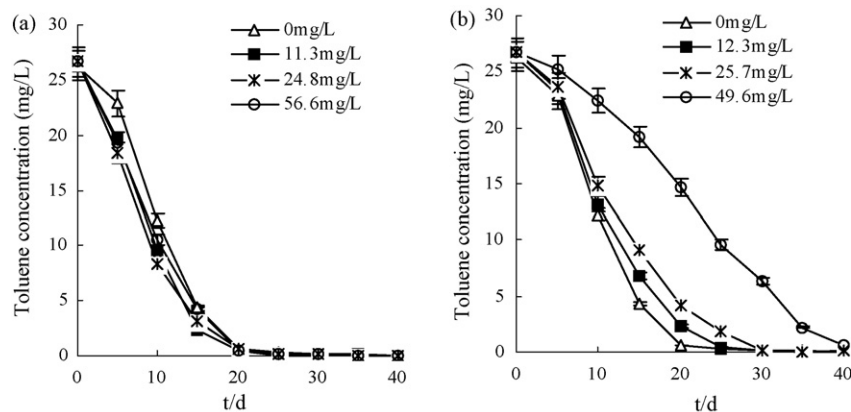 (a)
0mg/L
11.3mg/L
24.8mg/L
56.6mg/L
Toluene concentration (mg/L)
30
25
20
15
10
5
0
0 10 20 30 40
t/d
(b)
0mg/L
12.3mg/L
25.7mg/L
49.6mg/L
Toluene concentration (mg/L)
30
25
20
15
10
5
0
0 10 20 30 40
t/d